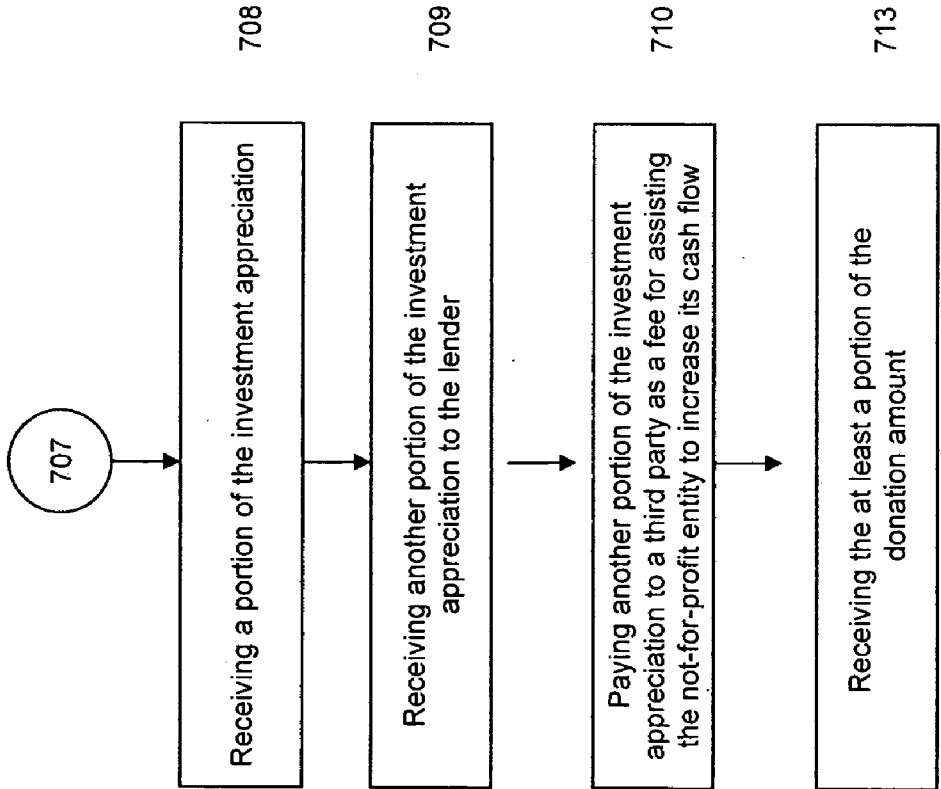 707
Receiving a portion of the investment appreciation
708
Receiving another portion of the investment
appreciation to the lender
709
Paying another portion of the investment
appreciation to a third party as a fee for assisting
the not-for-profit entity to increase its cash flow
710
Receiving the at least a portion of the
donation amount
713